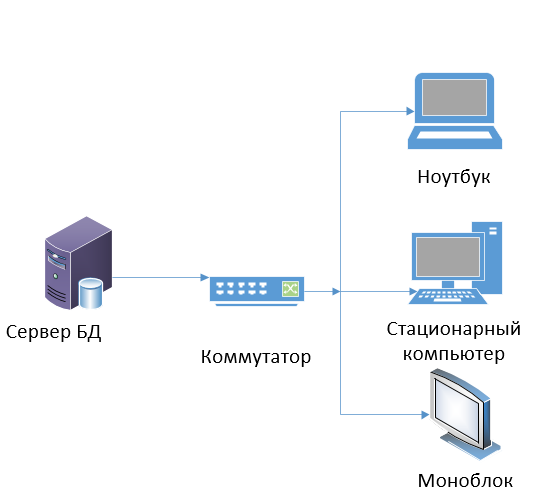 Ноутбук
Сервер БД
Коммутатор
Стационарный
компьютер
Моноблок